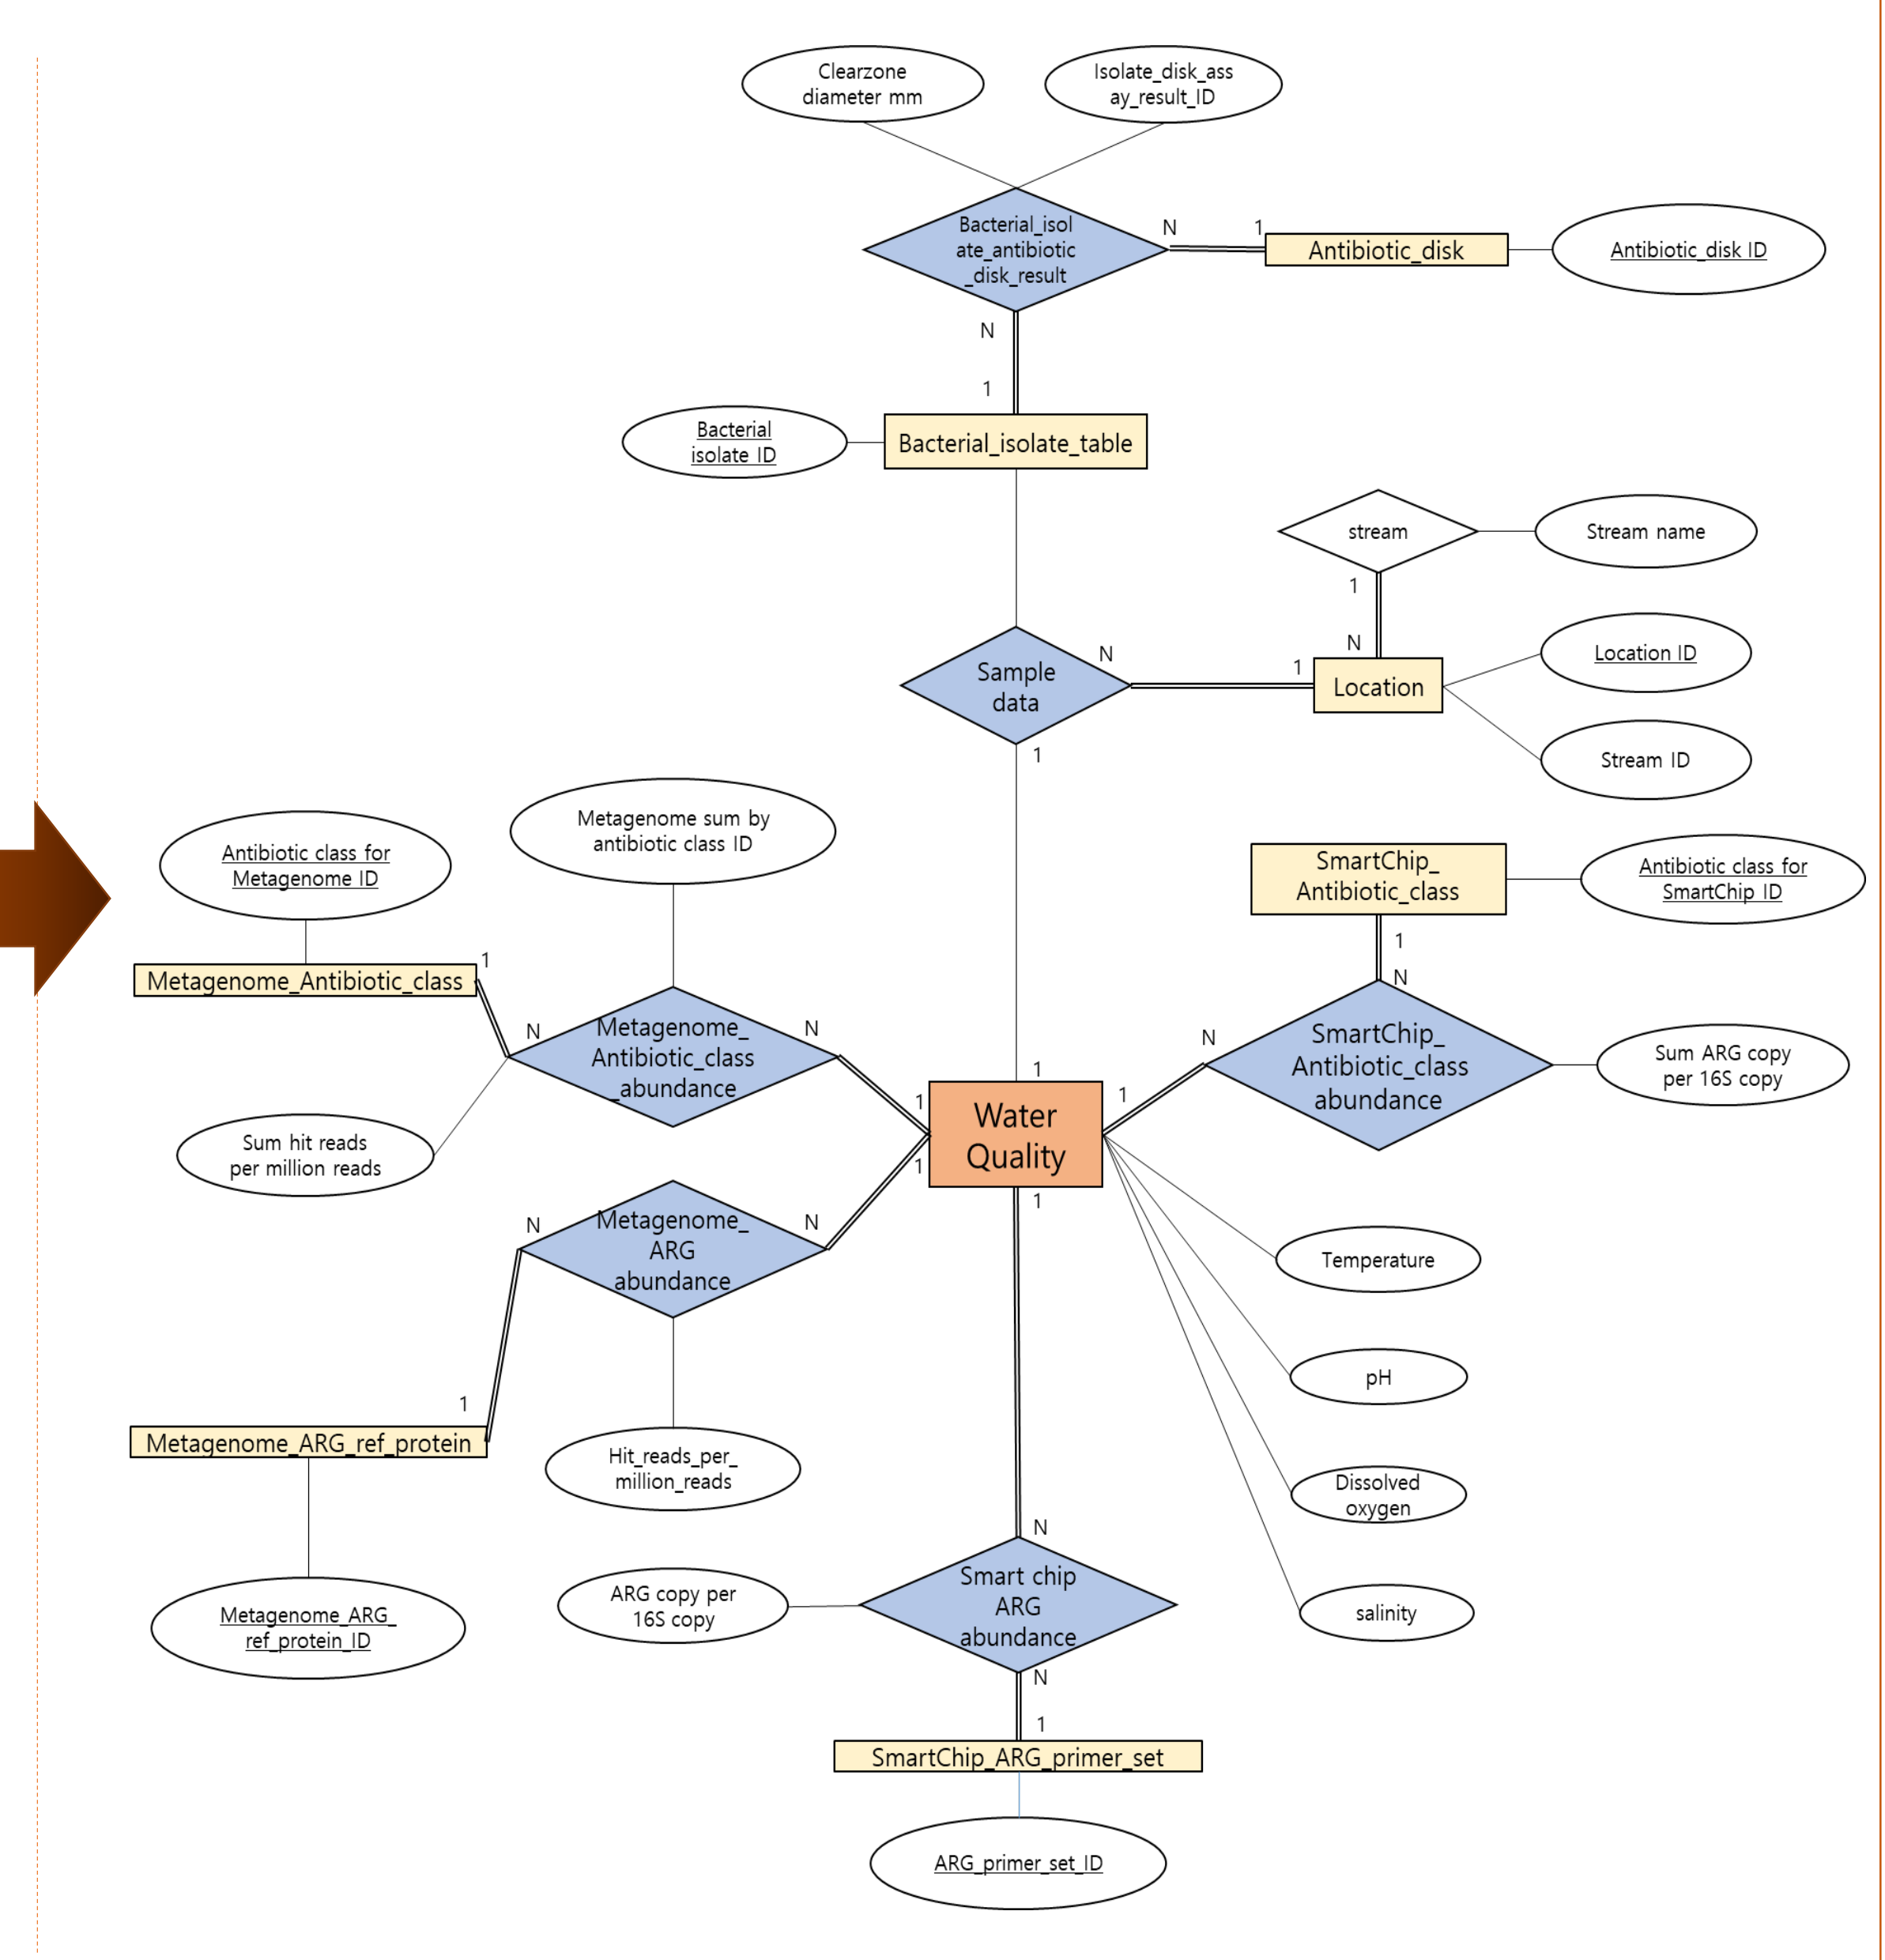 Clearzone
diameter mm
Isolate_disk_ass
ay_result_ID
Bacterial_isol
ate_antibiotic
_disk_result
N
1
Antibiotic_disk
Antibiotic_disk ID
N
1
Bacterial
isolate ID
Bacterial_isolate_table
stream
Stream name
1
N
Sample
data
N
1
Location
Location ID
Stream ID
1
Metagenome sum by
antibiotic class ID
Antibiotic class for
Metagenome ID
SmartChip_
Antibiotic_class
Antibiotic class for
SmartChip ID
1
N
Metagenome_Antibiotic_class
1
N
Metagenome_
Antibiotic_class
_abundance
N
1
N
SmartChip_
Antibiotic_class
abundance
Sum ARG copy
per 16S copy
1
1
Water
Quality
1
1
Sum hit reads
per million reads
N
Metagenome_
ARG
abundance
N
Temperature
pH
1
Metagenome_ARG_ref_protein
Hit_reads_per_
million_reads
Dissolved
oxygen
N
Smart chip
ARG
abundance
ARG copy per
16S copy
salinity
Metagenome_ARG_
ref_protein_ID
N
1
SmartChip_ARG_primer_set
ARG_primer_set_ID